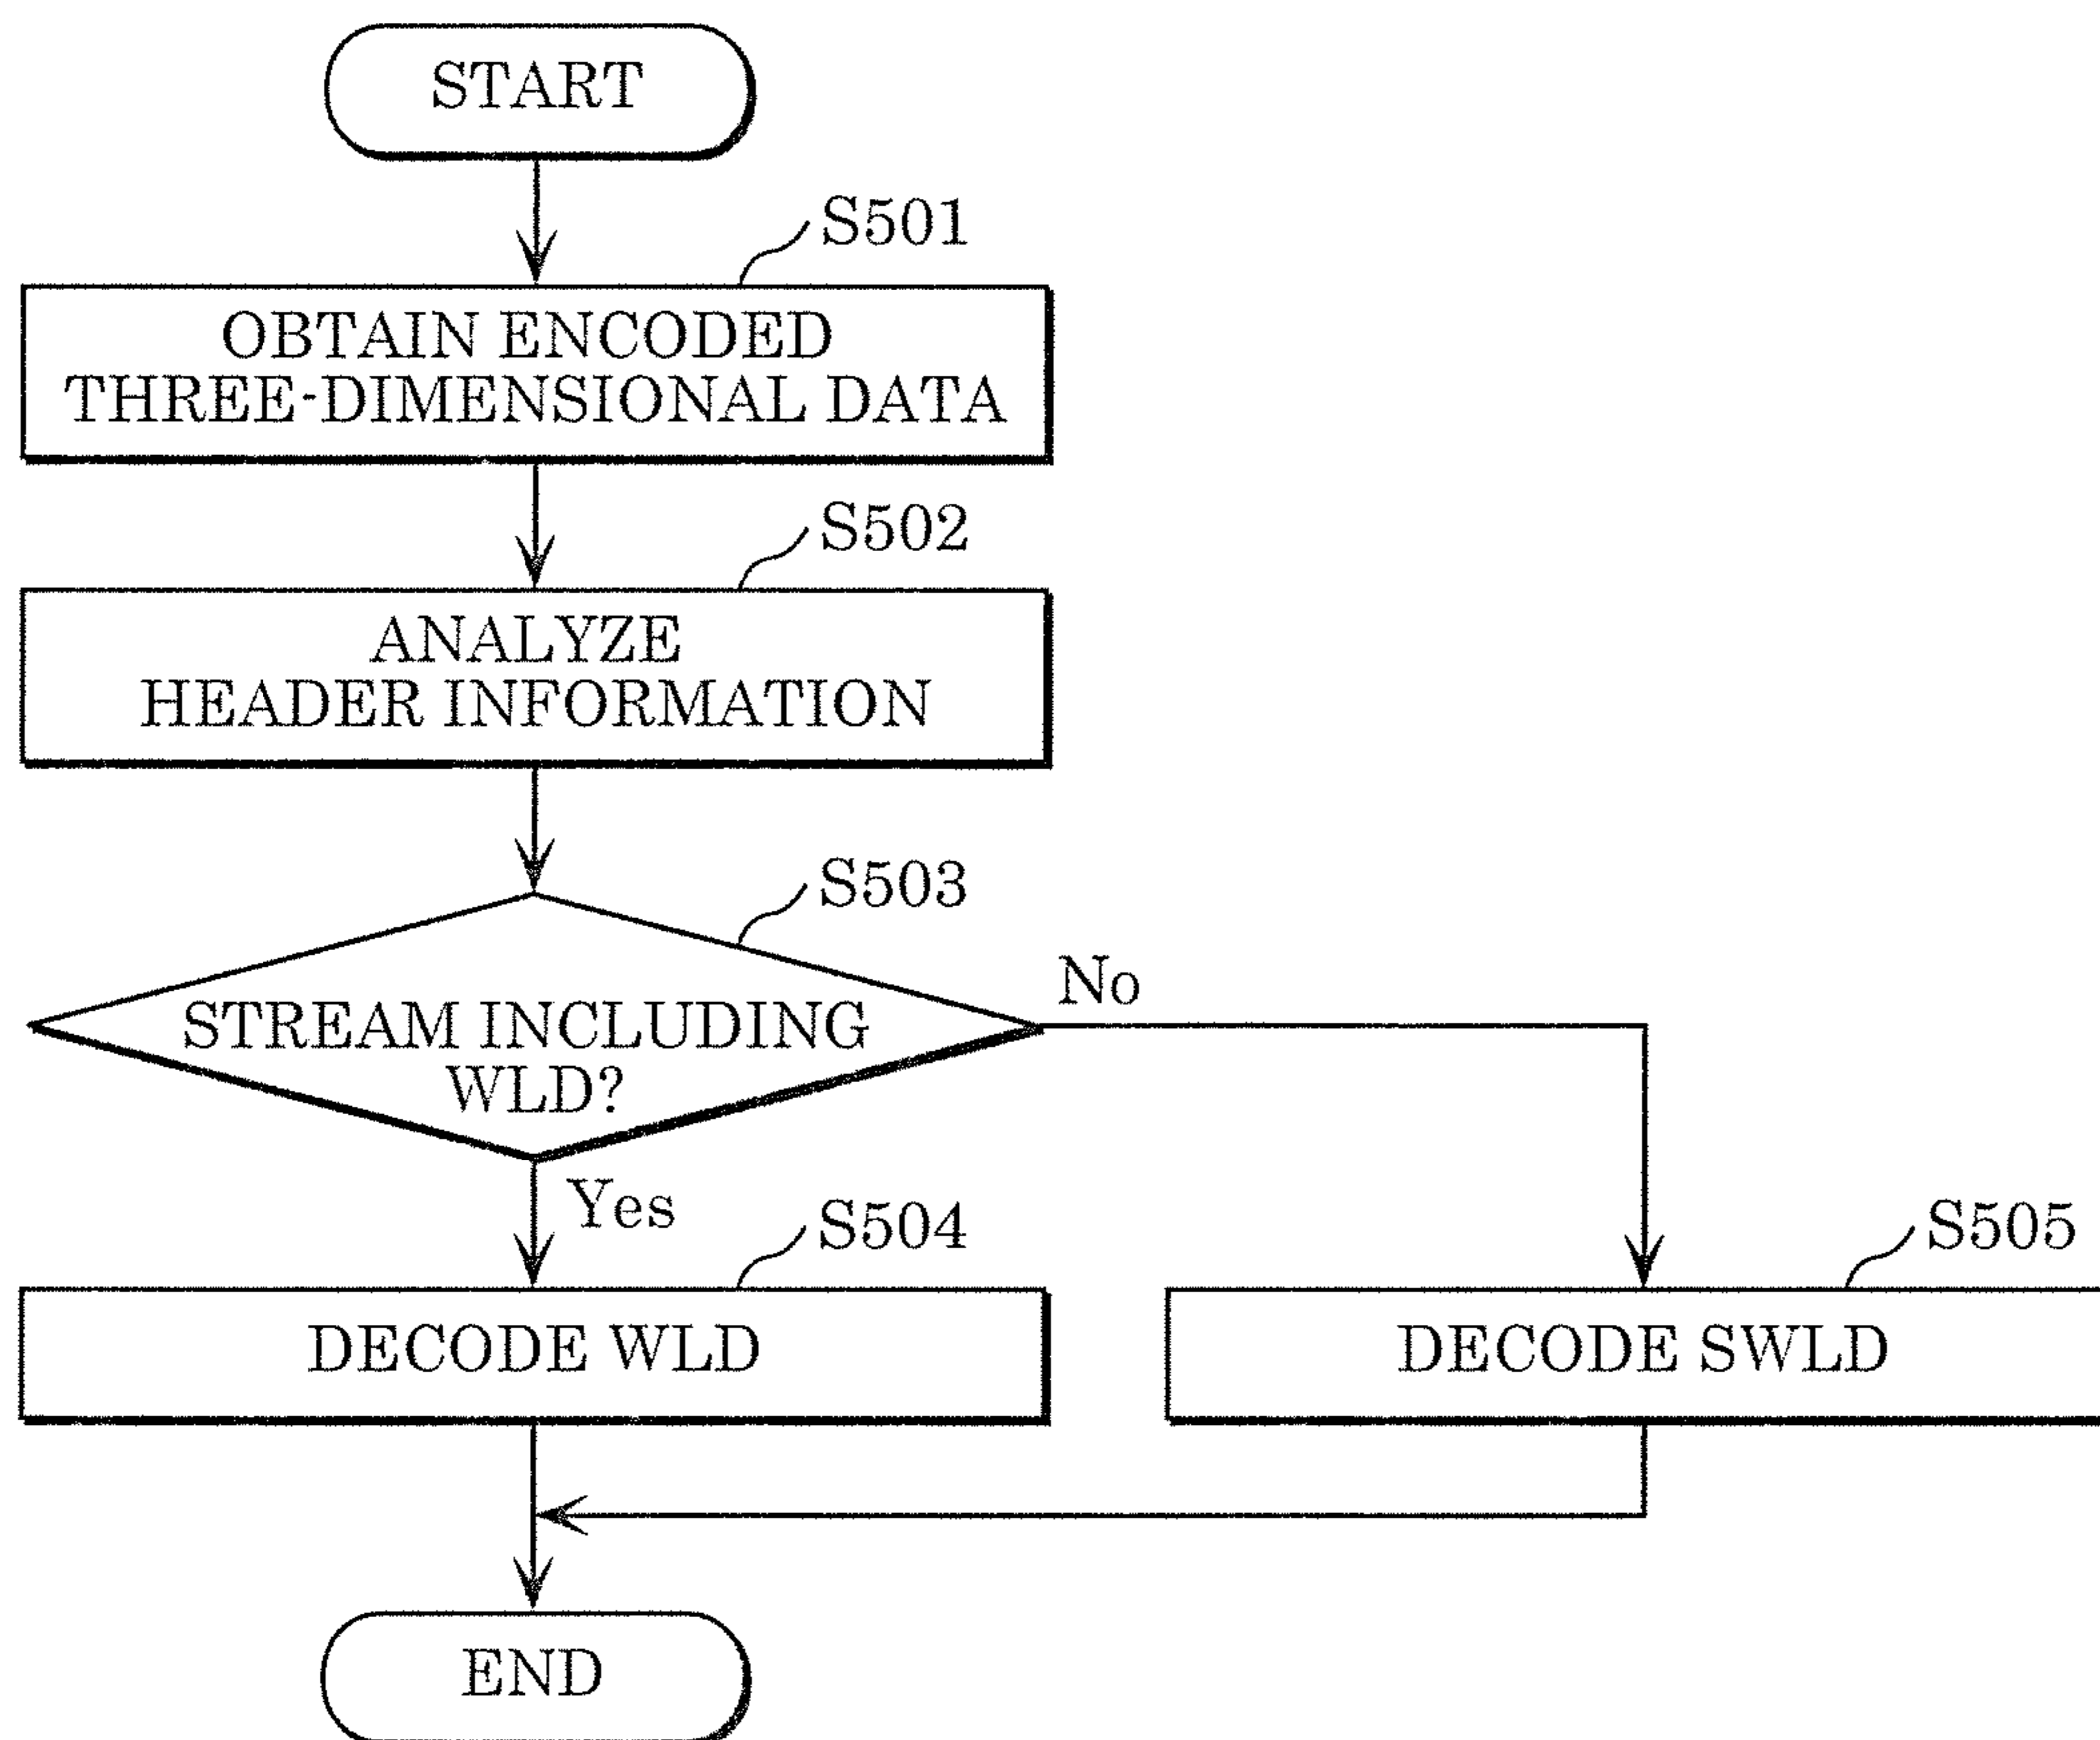 START
S501
OBTAIN ENCODED
THREE-DIMENSIONAL DATA
S502
ANALYZE
HEADER INFORMATION
S503
STREAM INCLUDING
WLD?
No
Yes
S504
DECODE WLD
S505
DECODE SWLD
END